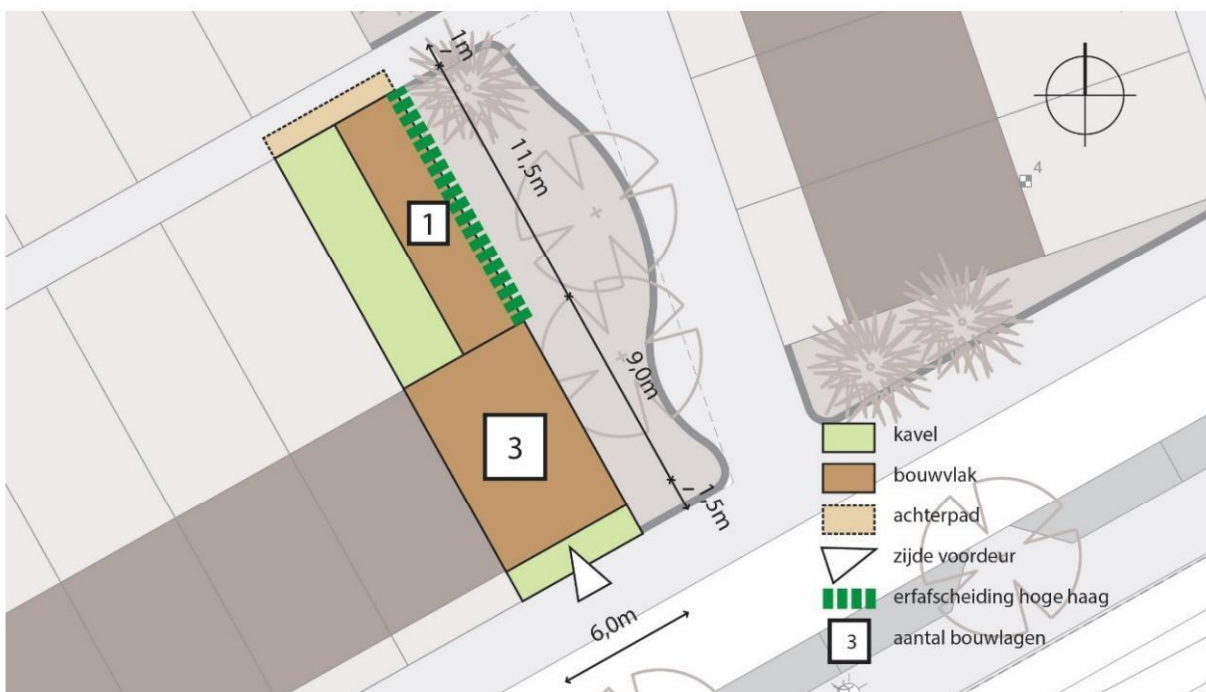 1m
11,5m
4
1
9,0m
3
1,5m
6,0m
kavel
bouwvlak
achterpad
zijde voordeur
erfafscheiding hoge haag
3 aantal bouwlagen